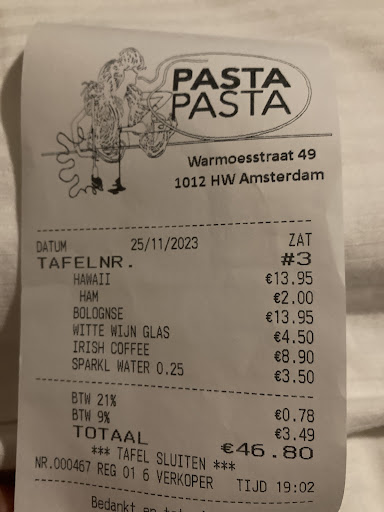 PASTA
PASTA
Warmoesstraat 49
1012 HW Amsterdam
DATUM 25/11/2023 ZAT
TAFELNR. #3
HAWAII €13.95
HAM €2.00
BOLOGNSE €13.95
WITTE WIJN GLAS €4.50
IRISH COFFEE €8.90
SPARKL WATER 0.25 €3.50
BTW 21% €0.78
BTW 9% €3.49
TOTAAL €46.80
*** TAFEL SLUITEN ***
NR.000467 REG 01 6 VERKOPER TIJD 19:02
Bedankt en